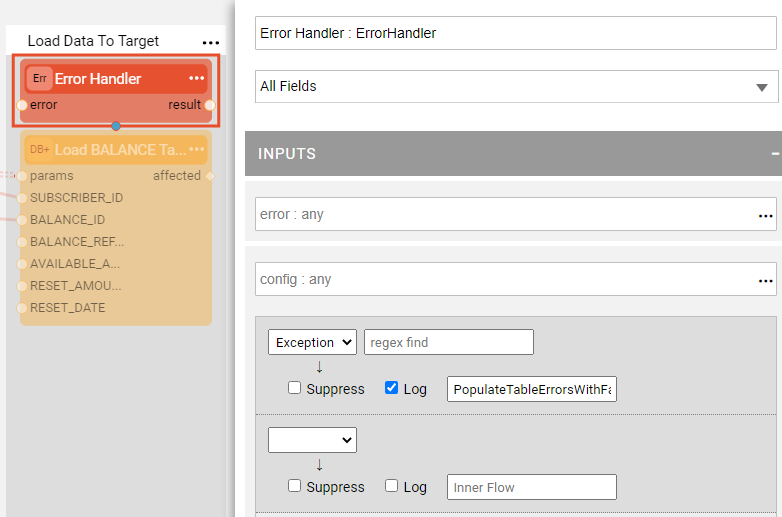 Load Data To Target ...
Err Error Handler ...
error result
DB+ Load BALANCE Ta... ...
params affected
SUBSCRIBER_ID
BALANCE_ID
BALANCE_REF...
AVAILABLE_A...
RESET_AMOU...
RESET_DATE
Error Handler : ErrorHandler
All Fields
INPUTS −
error : any ...
config : any ...
Exception regex find
↓
Suppress Log PopulateTableErrorsWithFa
↓
Suppress Log Inner Flow